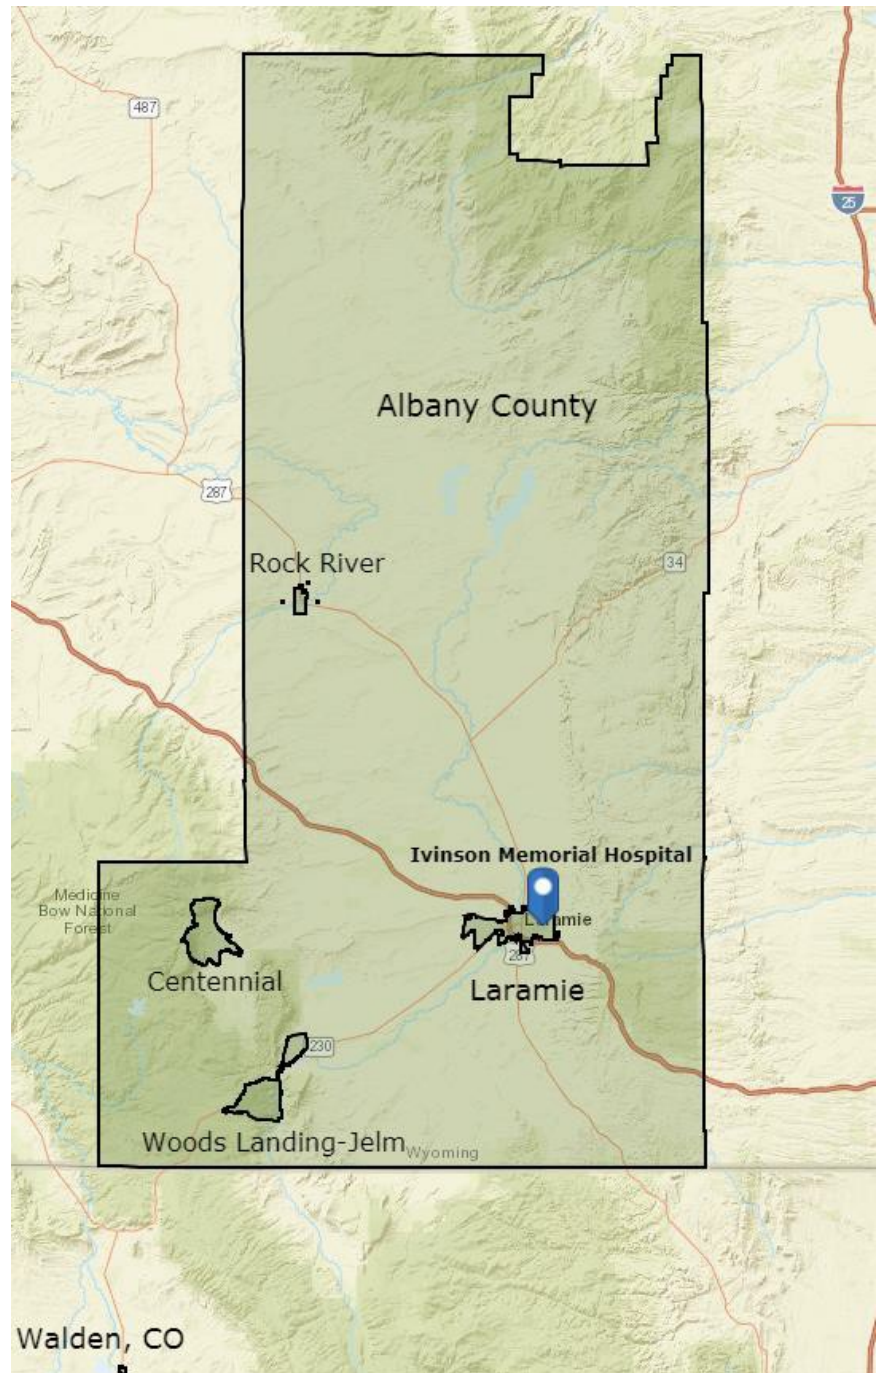 487
25
Albany County
287
Rock River
34
Ivinson Memorial Hospital
Medicine
Bow National
Forest
Laramie
287
Centennial
Laramie
230
Woods Landing-Jelm
Wyoming
Walden, CO